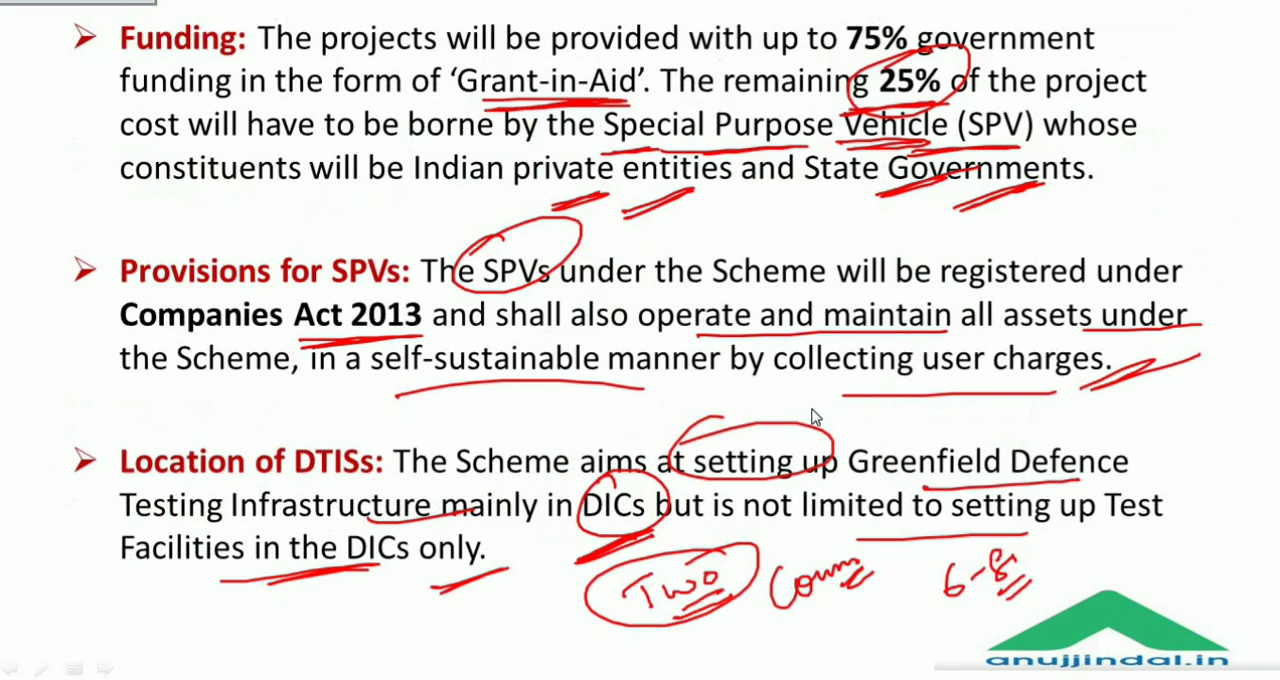 Funding: The projects will be provided with up to 75% government
funding in the form of ‘Grant-in-Aid’. The remaining 25% of the project
cost will have to be borne by the Special Purpose Vehicle (SPV) whose
constituents will be Indian private entities and State Governments.
Provisions for SPVs: The SPVs under the Scheme will be registered under
Companies Act 2013 and shall also operate and maintain all assets under
the Scheme, in a self-sustainable manner by collecting user charges.
Location of DTISs: The Scheme aims at setting up Greenfield Defence
Testing Infrastructure mainly in DICs but is not limited to setting up Test
Facilities in the DICs only.
Two 6-8
anujjindal.in